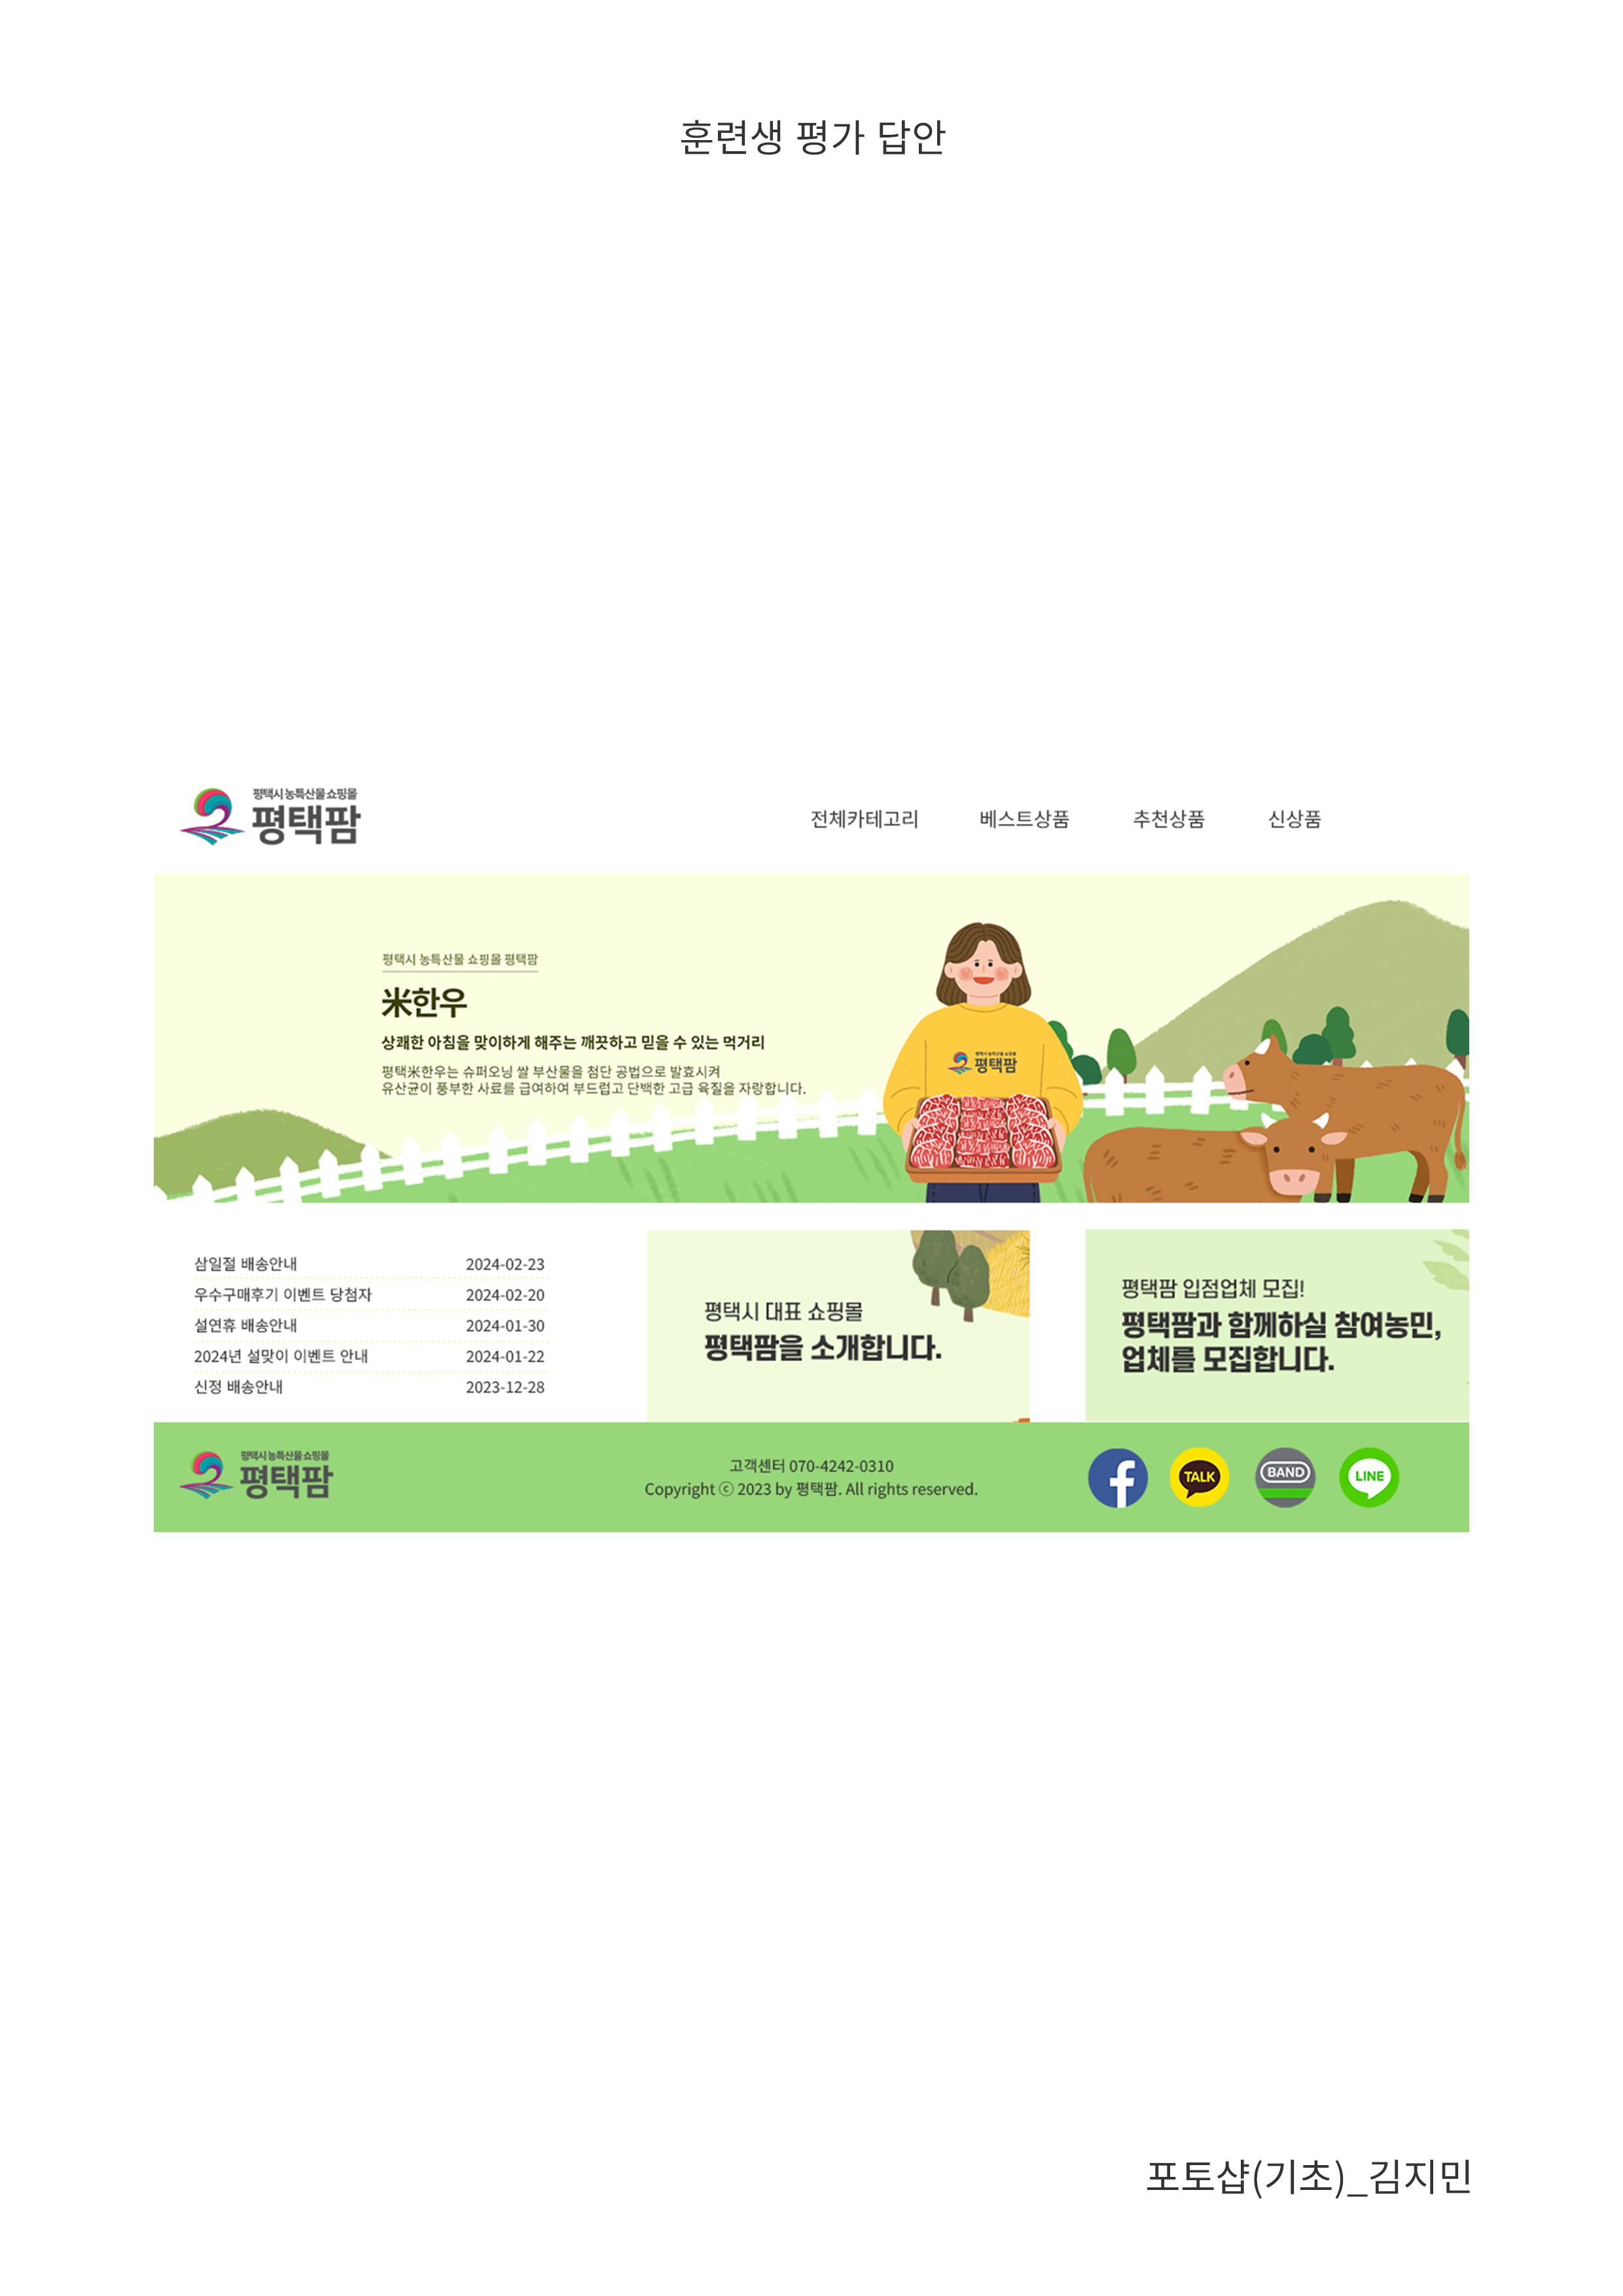 훈련생 평가 답안
평택시 농특산물 쇼핑몰
평택팜
전체카테고리 베스트상품 추천상품 신상품
평택시 농특산물 쇼핑몰 평택팜
米한우
상쾌한 아침을 맞이하게 해주는 깨끗하고 믿을 수 있는 먹거리
평택米한우는 슈퍼오닝 쌀 부산물을 첨단 공법으로 발효시켜
유산균이 풍부한 사료를 급여하여 부드럽고 단백한 고급 육질을 자랑합니다.
평택시 농특산물 쇼핑몰
평택팜
삼일절 배송안내 2024-02-23
우수구매후기 이벤트 당첨자 2024-02-20
설연휴 배송안내 2024-01-30
2024년 설맞이 이벤트 안내 2024-01-22
신정 배송안내 2023-12-28
평택시 대표 쇼핑몰
평택팜을 소개합니다.
평택팜 입점업체 모집!
평택팜과 함께하실 참여농민,
업체를 모집합니다.
평택시 농특산물 쇼핑몰
평택팜
고객센터 070-4242-0310
Copyright ⓒ 2023 by 평택팜. All rights reserved.
f TALK BAND LINE
포토샵(기초)_김지민